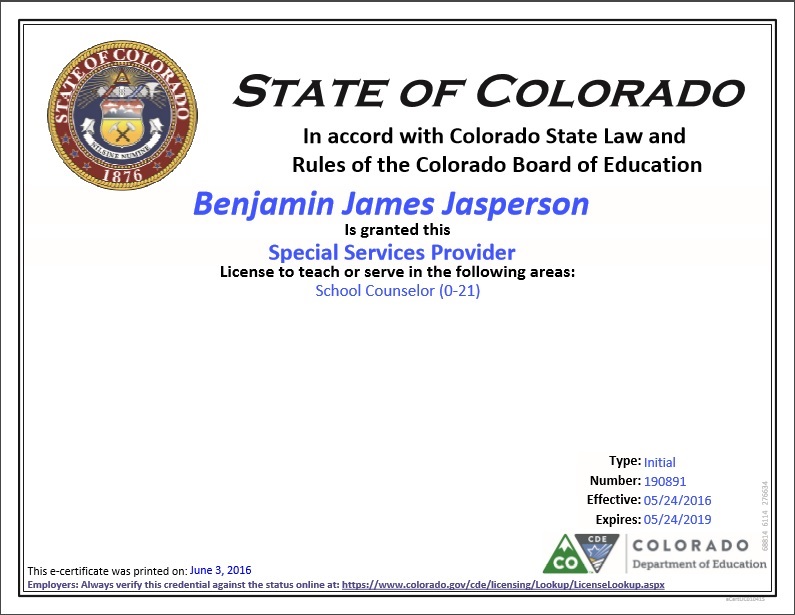 STATE OF COLORADO
NIL SINE NUMINE
1876
STATE OF COLORADO
In accord with Colorado State Law and
Rules of the Colorado Board of Education
Benjamin James Jasperson
Is granted this
Special Services Provider
License to teach or serve in the following areas:
School Counselor (0-21)
Type: Initial
Number: 190891
Effective: 05/24/2016
Expires: 05/24/2019
68814 6114 276634
CO
CDE
COLORADO
Department of Education
This e-certificate was printed on: June 3, 2016
Employers: Always verify this credential against the status online at: https://www.colorado.gov/cde/licensing/Lookup/LicenseLookup.aspx